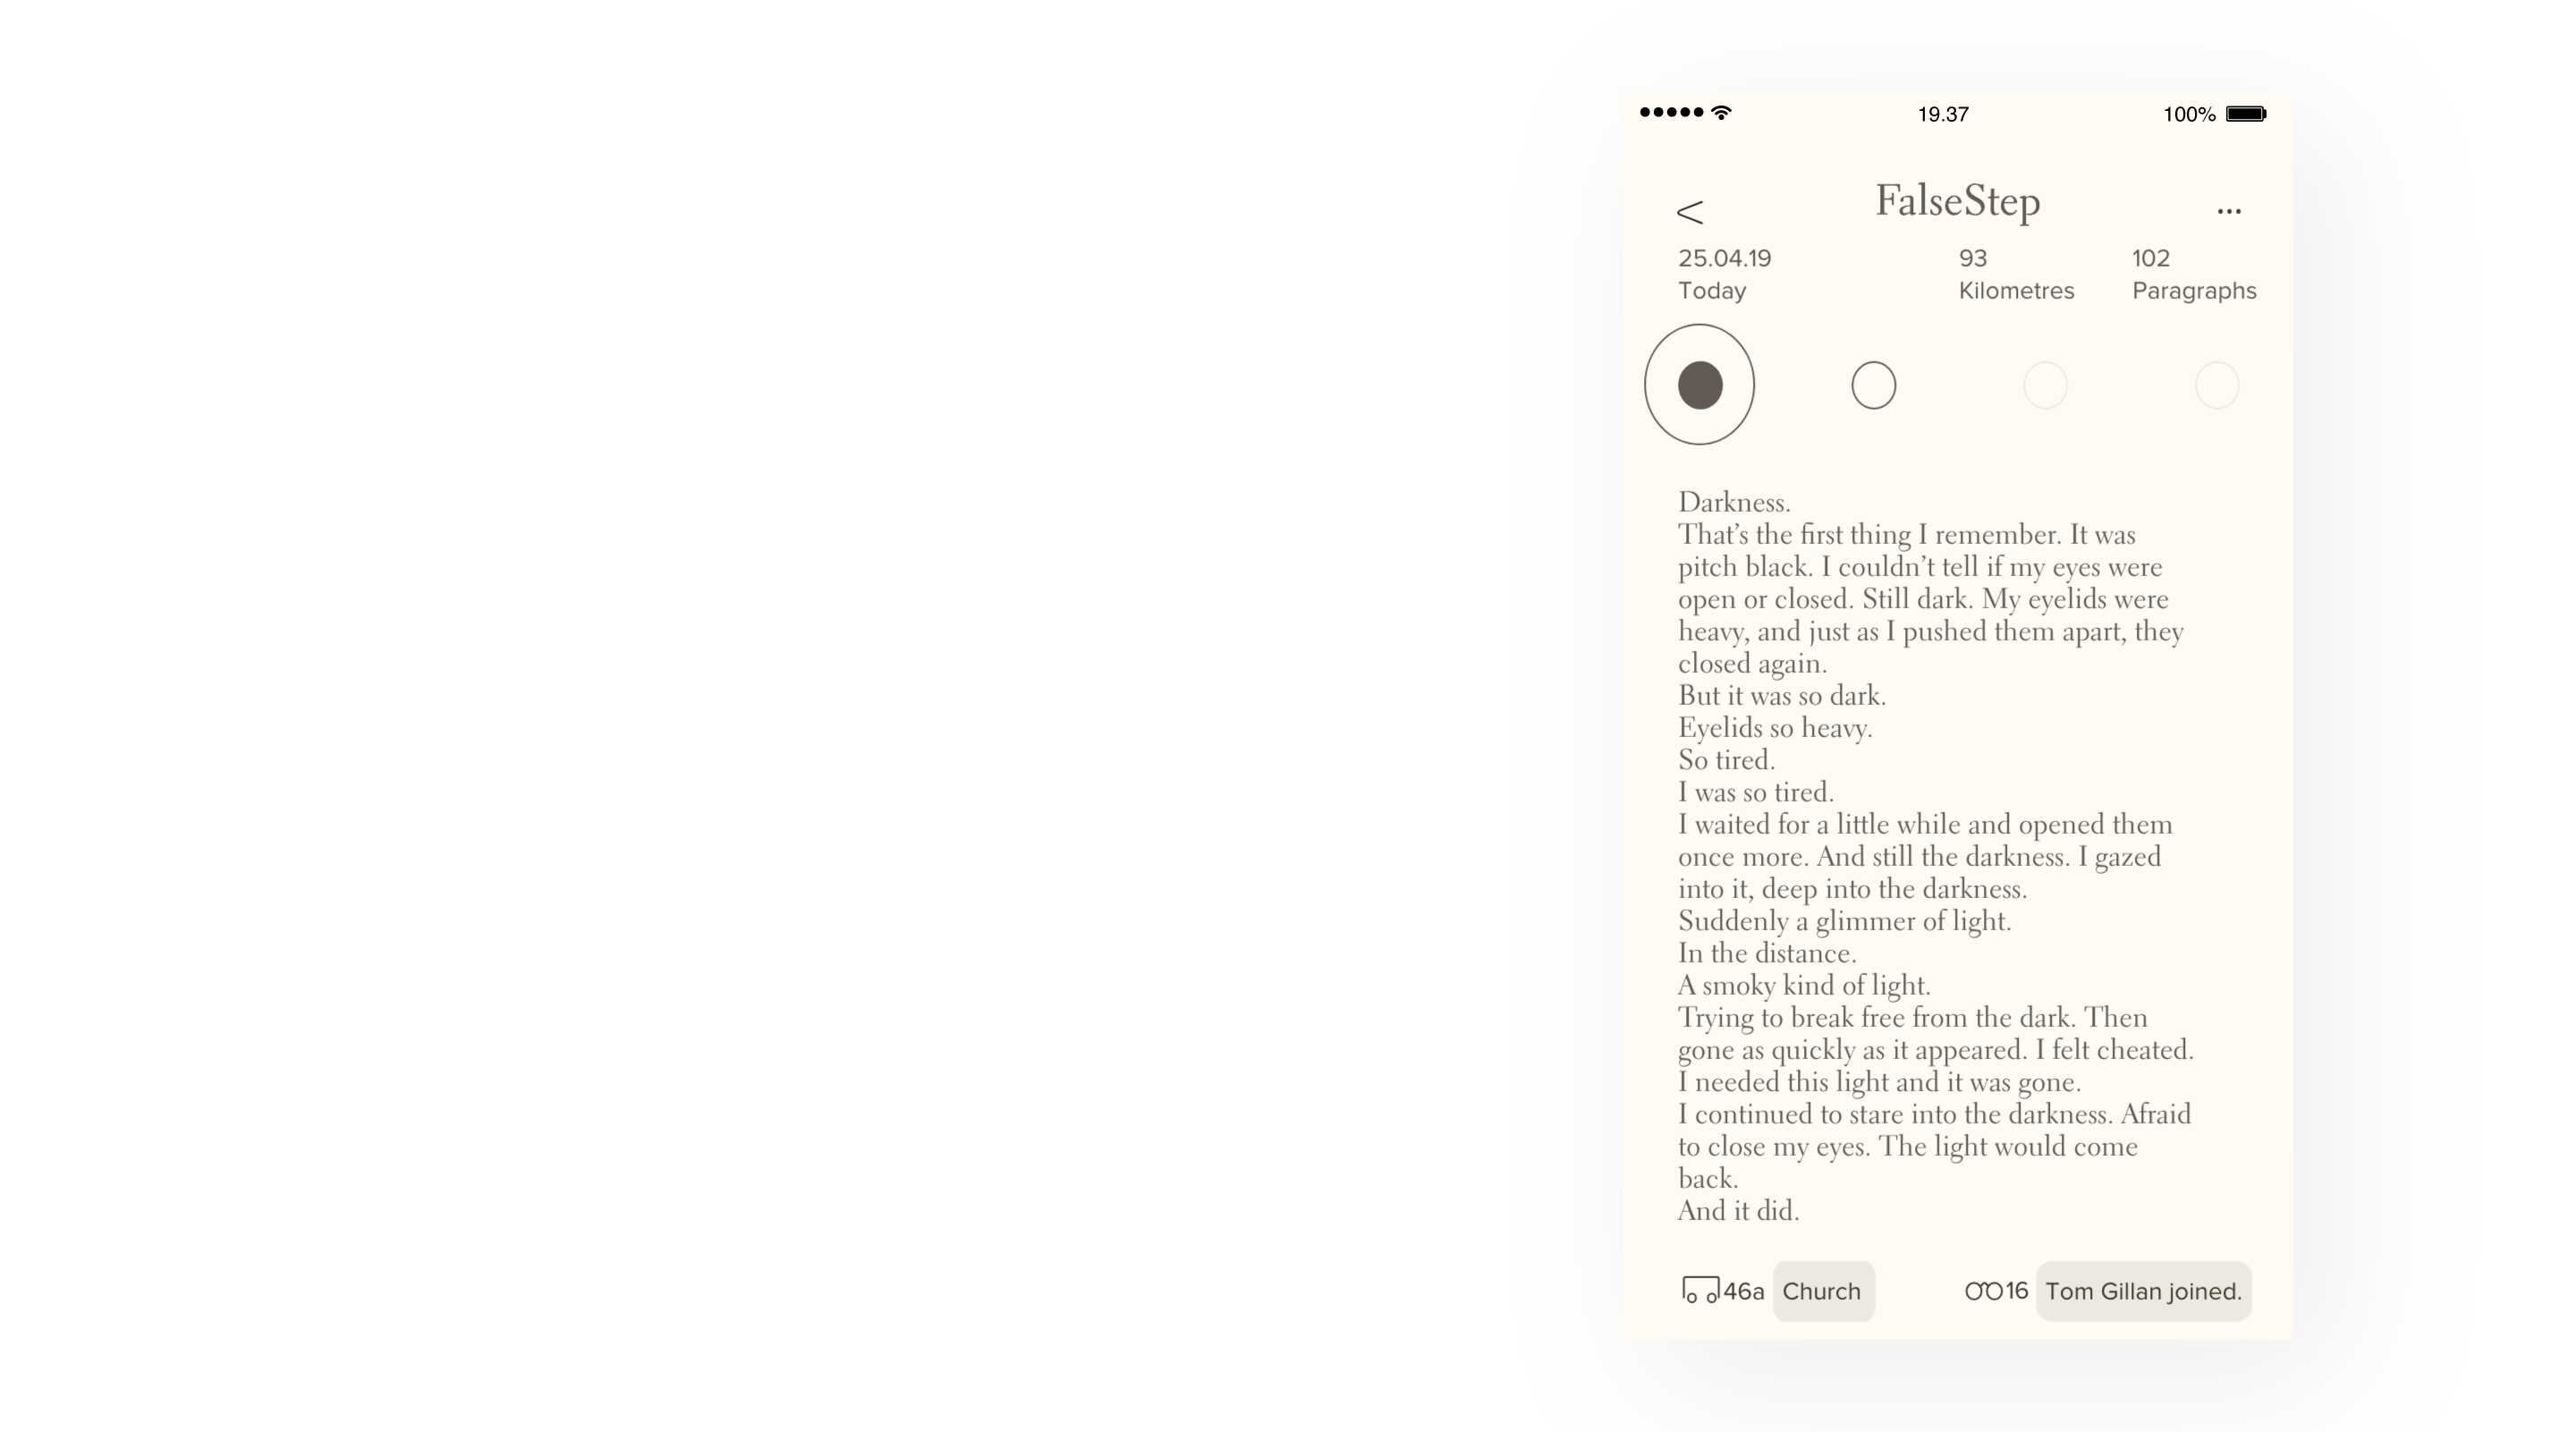 19.37
100%
< FalseStep ...
25.04.19
Today
93
Kilometres
102
Paragraphs
Darkness.
That’s the first thing I remember. It was
pitch black. I couldn’t tell if my eyes were
open or closed. Still dark. My eyelids were
heavy, and just as I pushed them apart, they
closed again.
But it was so dark.
Eyelids so heavy.
So tired.
I was so tired.
I waited for a little while and opened them
once more. And still the darkness. I gazed
into it, deep into the darkness.
Suddenly a glimmer of light.
In the distance.
A smoky kind of light.
Trying to break free from the dark. Then
gone as quickly as it appeared. I felt cheated.
I needed this light and it was gone.
I continued to stare into the darkness. Afraid
to close my eyes. The light would come
back.
And it did.
46a Church
16 Tom Gillan joined.